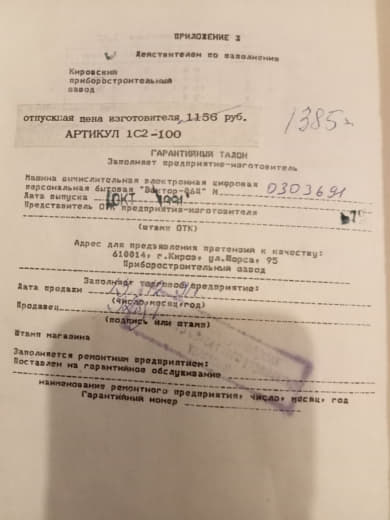 ПРИЛОЖЕНИЕ 3
Действителен по заполнении
Кировский
приборостроительный
завод
отпускная цена изготовителя 1156 руб.
1385
АРТИКУЛ 1С2-100
ГАРАНТИЙНЫЙ ТАЛОН
Заполняет предприятие-изготовитель
Машина вычислительная электронная цифровая
персональная бытовая "Вектор-06Ц" № 0303691
Дата выпуска ОКТ 1991
Представитель ОТК предприятия-изготовителя
(штамп ОТК)
Адрес для предъявления претензий к качеству:
610014, г.Киров, ул.Щорса, 95
Приборостроительный завод
Заполняет торговое предприятие:
Дата продажи
(число, месяц, год)
Продавец
(подпись или штамп)
Штамп магазина
Заполняется ремонтным предприятием:
Поставлен на гарантийное обслуживание
наименование ремонтного предприятия, число, месяц, год
Гарантийный номер